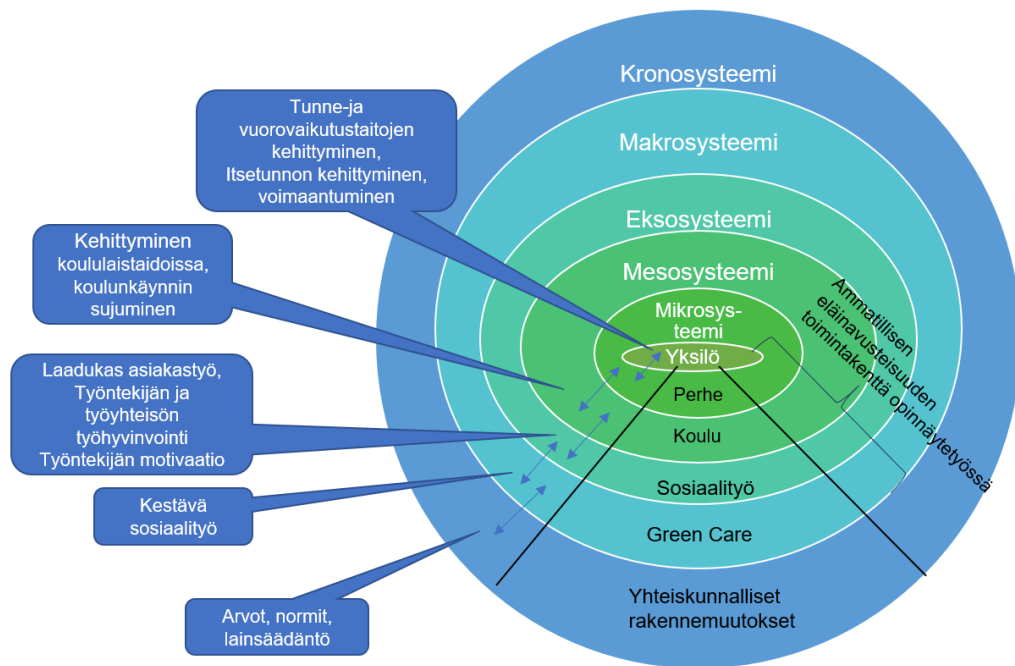 Kronosysteemi
Makrosysteemi
Eksosysteemi
Mesosysteemi
Mikrosys-
teemi
Yksilö
Perhe
Koulu
Sosiaalityö
Green Care
Yhteiskunnalliset
rakennemuutokset
Ammatillisen
eläinavusteisuuden
toimintakenttä opinnäytetyössä
Tunne-ja
vuorovaikutustaitojen
kehittyminen,
Itsetunnon kehittyminen,
voimaantuminen
Kehittyminen
koululaistaidoissa,
koulunkäynnin
sujuminen
Laadukas asiakastyö,
Työntekijän ja
työyhteisön
työhyvinvointi
Työntekijän motivaatio
Kestävä
sosiaalityö
Arvot, normit,
lainsäädäntö